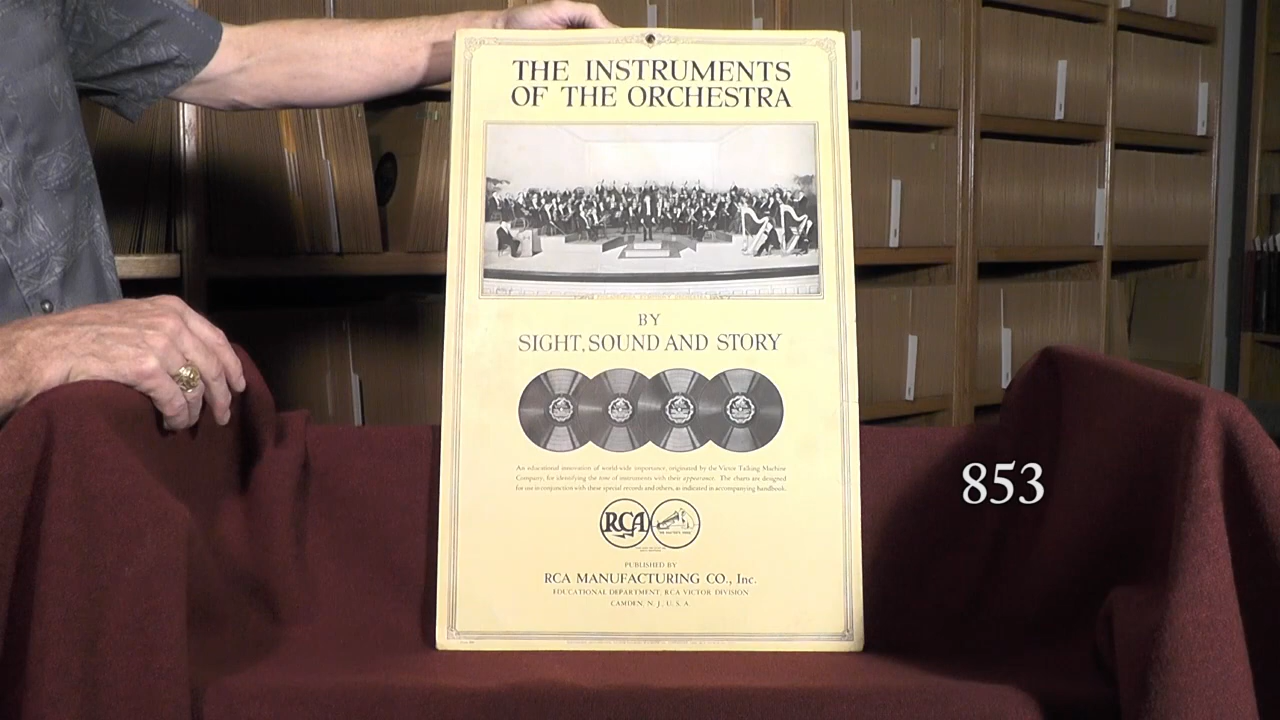 THE INSTRUMENTS
OF THE ORCHESTRA
BY
SIGHT, SOUND AND STORY
An educational innovation of world-wide importance, originated by the Victor Talking Machine
Company, for identifying the tone of instruments with their appearance. The charts are designed
for use in conjunction with these special records and others, as indicated in accompanying handbook.
RCA
PUBLISHED BY
RCA MANUFACTURING CO., Inc.
EDUCATIONAL DEPARTMENT, RCA VICTOR DIVISION
CAMDEN, N. J., U. S. A.
853